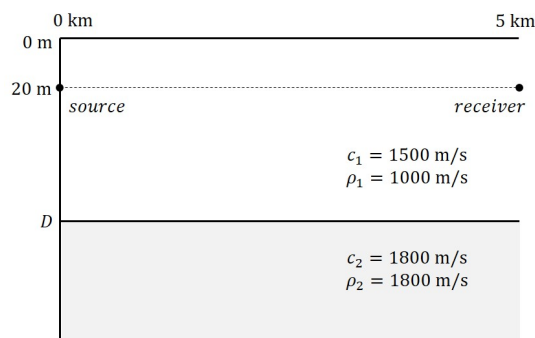 0 km 5 km
0 m
20 m
source receiver
c₁ = 1500 m/s
ρ₁ = 1000 m/s
D
c₂ = 1800 m/s
ρ₂ = 1800 m/s